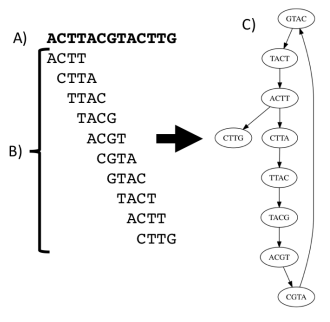 A) ACTTACGTACTTG
B)
ACTT
CTTA
TTAC
TACG
ACGT
CGTA
GTAC
TACT
ACTT
CTTG
C)
GTAC
TACT
ACTT
CTTG CTTA
TTAC
TACG
ACGT
CGTA